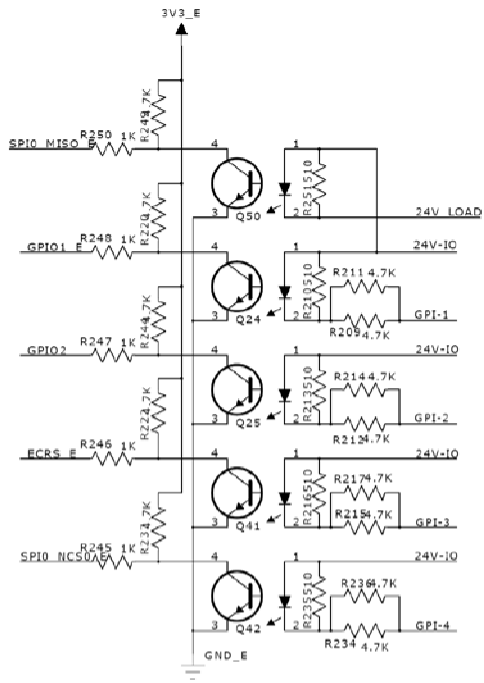 3V3_E
R249 4.7K
SPI0_MISO_E R250 1K 4 1
R251 510
3 Q50 2 24V_LOAD
R220 4.7K
GPIO1_E R248 1K 4 1 24V-IO
R210 510 R211 4.7K
3 Q24 2 R209 4.7K GPI-1
R244 4.7K
GPIO2 R247 1K 4 1 24V-IO
R213 510 R214 4.7K
3 Q25 2 R212 4.7K GPI-2
R222 4.7K
ECRS_E R246 1K 4 1 24V-IO
R216 510 R217 4.7K
3 Q41 2 R215 4.7K GPI-3
R237 4.7K
SPI0_NCS0_E R245 1K 4 1 24V-IO
R235 510 R236 4.7K
3 Q42 2 R234 4.7K GPI-4
GND_E